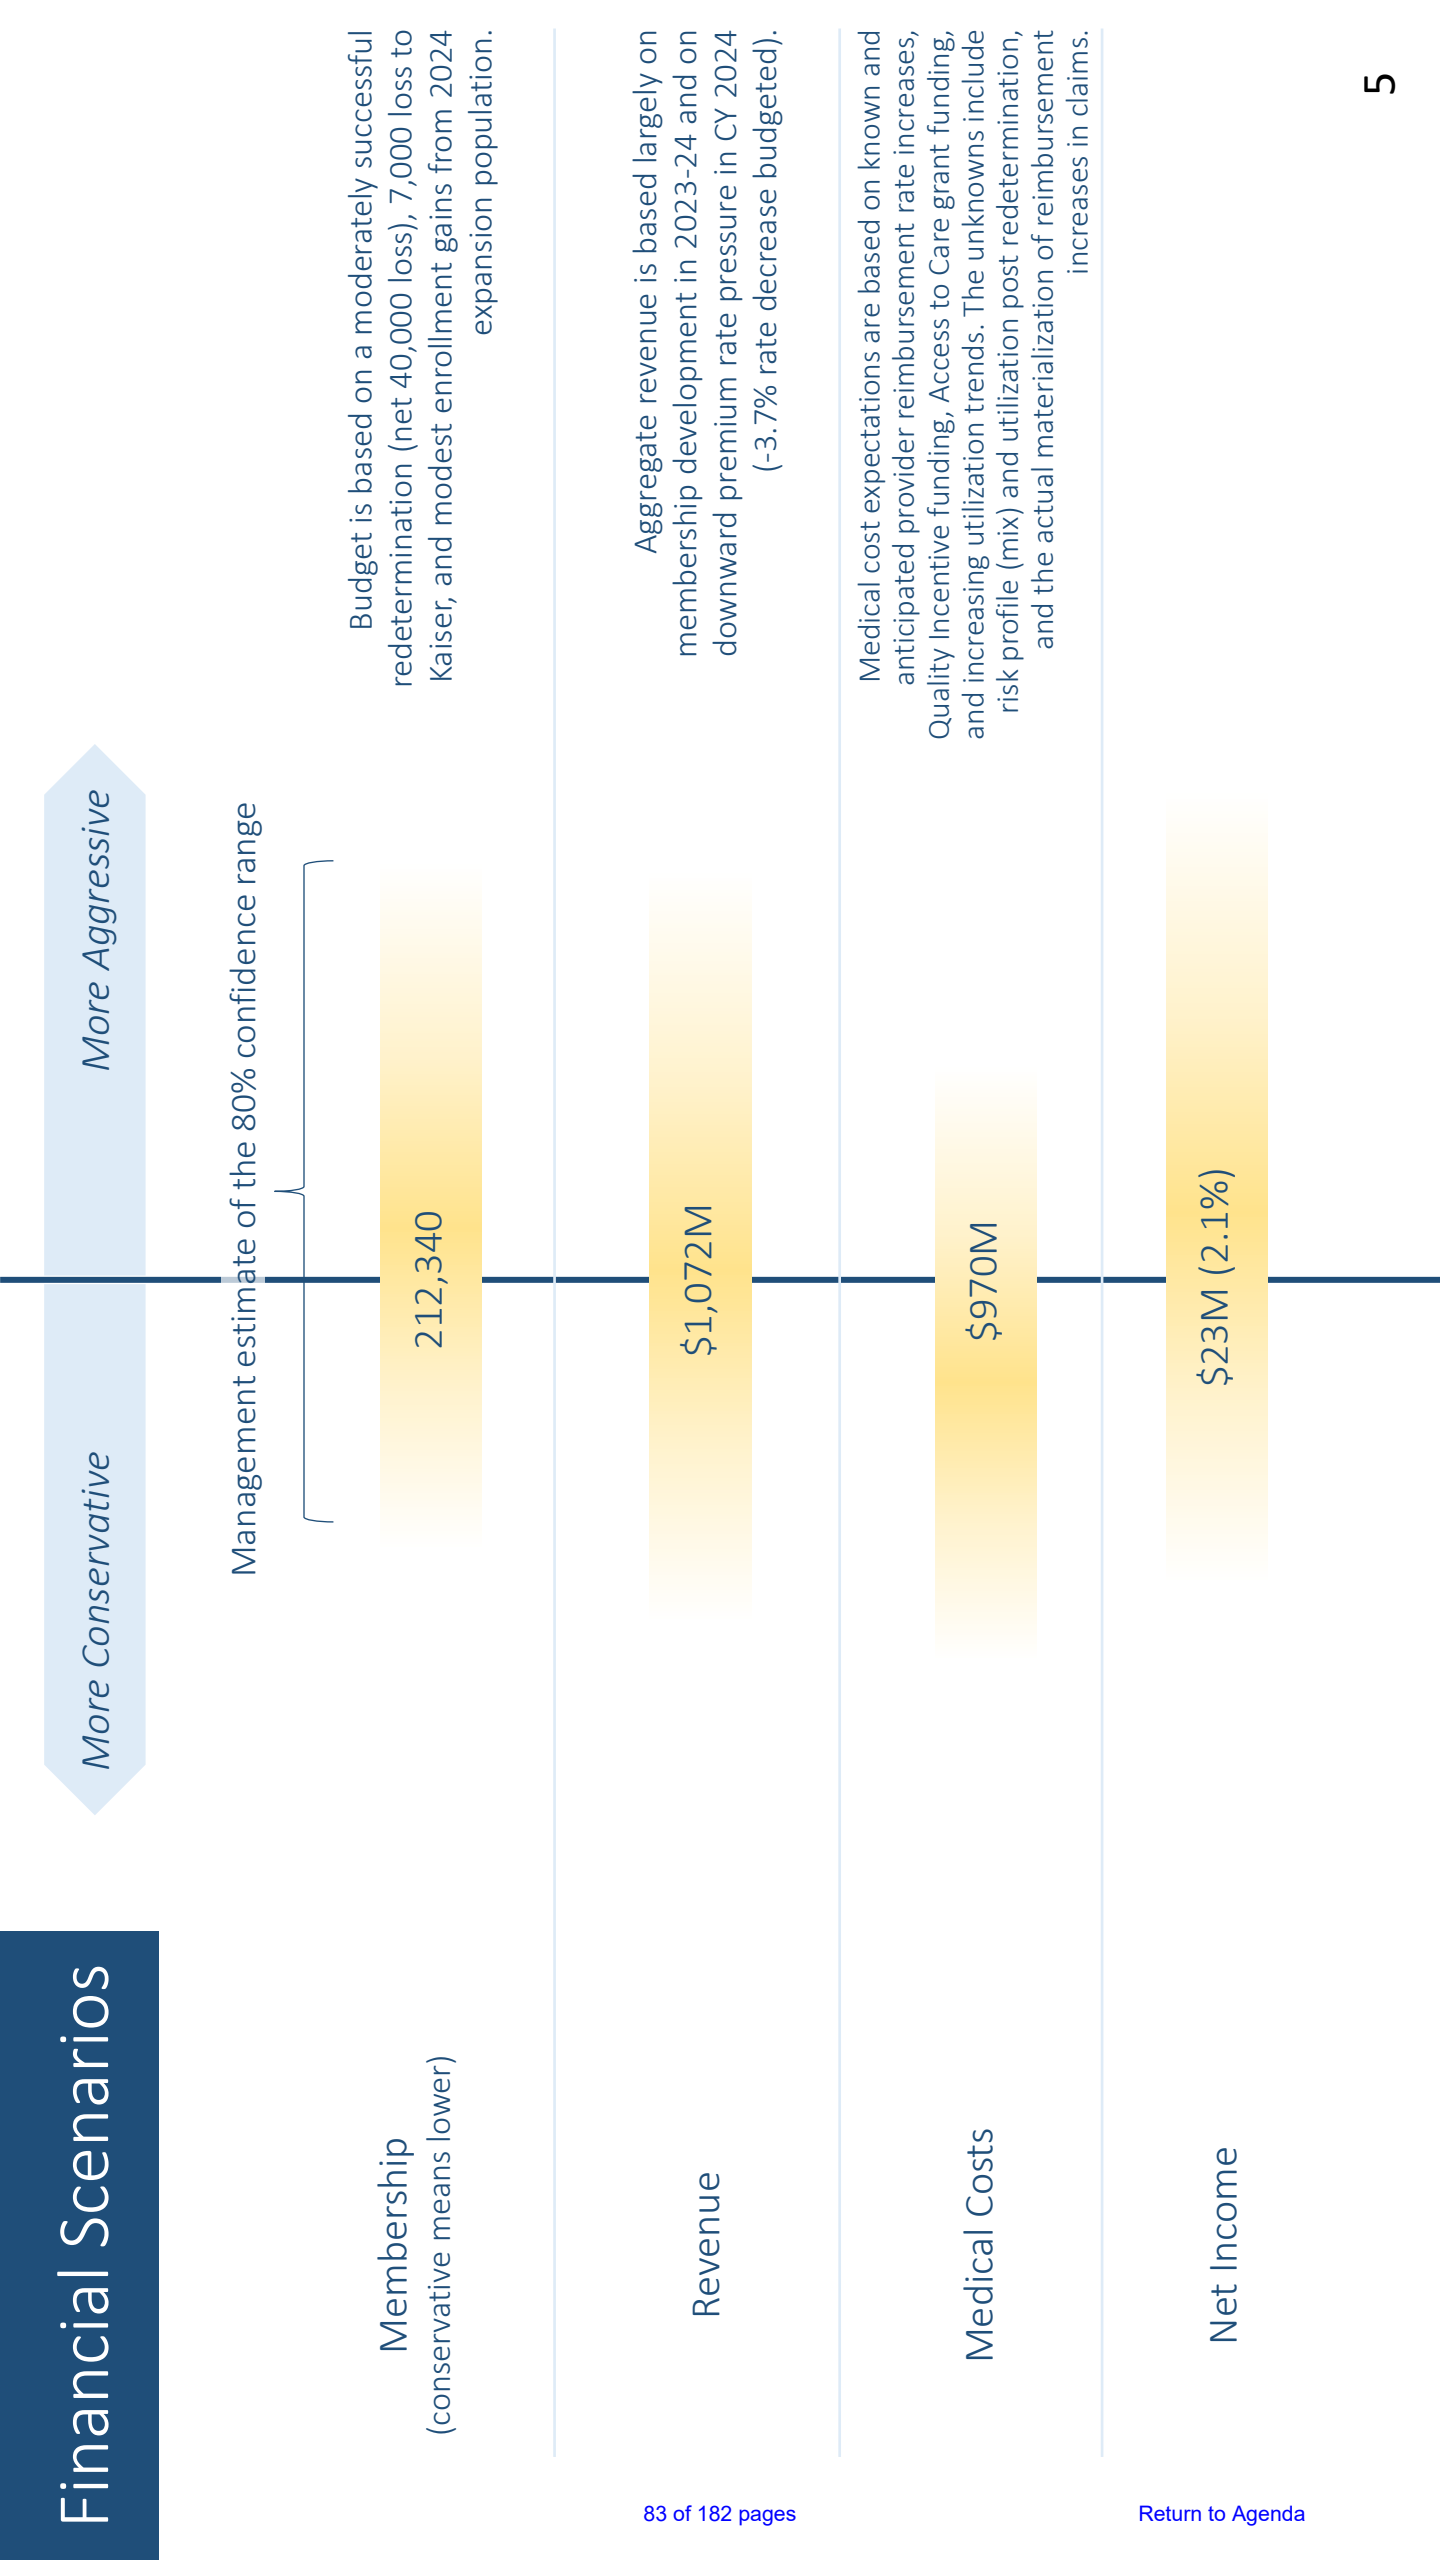 Financial Scenarios
More Conservative
More Aggressive
Management estimate of the 80% confidence range
Membership
(conservative means lower)
212,340
Budget is based on a moderately successful
redetermination (net 40,000 loss), 7,000 loss to
Kaiser, and modest enrollment gains from 2024
expansion population.
Revenue
$1,072M
Aggregate revenue is based largely on
membership development in 2023-24 and on
downward premium rate pressure in CY 2024
(-3.7% rate decrease budgeted).
Medical Costs
$970M
Medical cost expectations are based on known and
anticipated provider reimbursement rate increases,
Quality Incentive funding, Access to Care grant funding,
and increasing utilization trends. The unknowns include
risk profile (mix) and utilization post redetermination,
and the actual materialization of reimbursement
increases in claims.
Net Income
$23M (2.1%)
5
83 of 182 pages
Return to Agenda